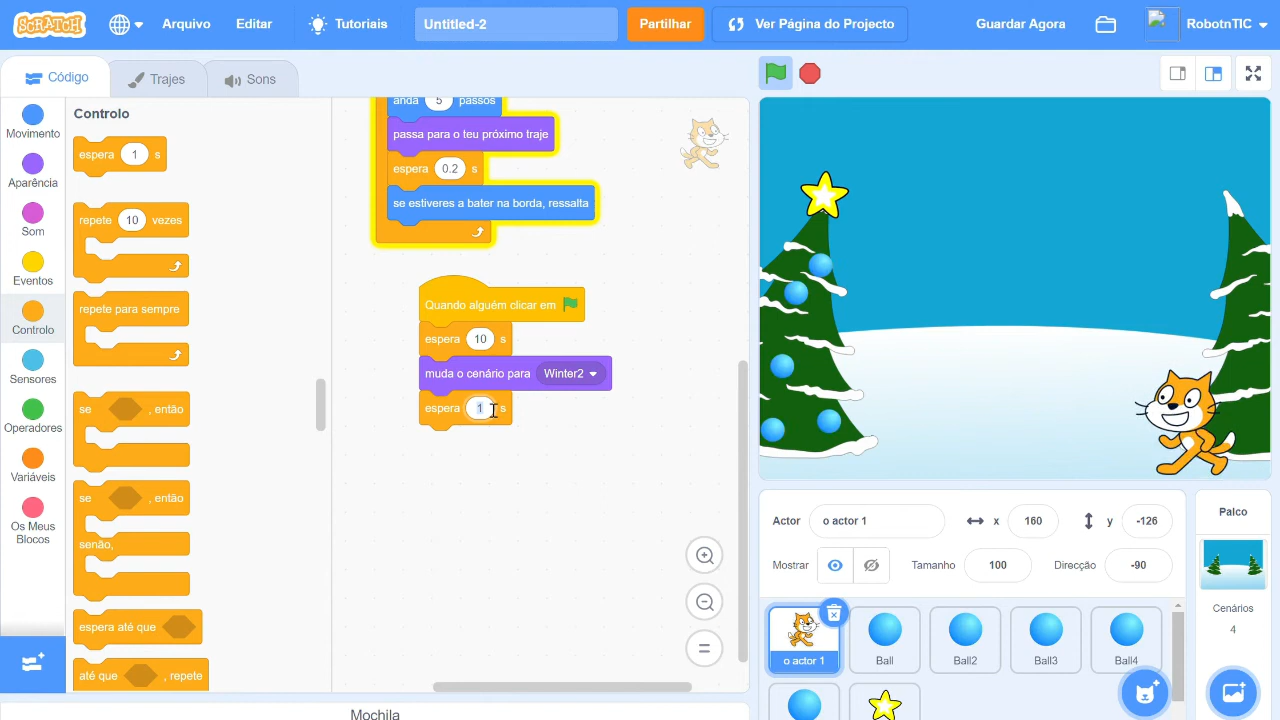 SCRATCH
Arquivo
Editar
Tutoriais
Untitled-2
Partilhar
Ver Página do Projecto
Guardar Agora
RobotnTIC
Código
Trajes
Sons
Movimento
Aparência
Som
Eventos
Controlo
Sensores
Operadores
Variáveis
Os Meus
Blocos
Controlo
espera 1 s
repete 10 vezes
repete para sempre
se , então
se , então
senão,
espera até que
até que , repete
anda 5 passos
passa para o teu próximo traje
espera 0.2 s
se estiveres a bater na borda, ressalta
Quando alguém clicar em
espera 10 s
muda o cenário para Winter2
espera 1 s
Mochila
Actor o actor 1 x 160 y -126
Mostrar Tamanho 100 Direcção -90
o actor 1
Ball
Ball2
Ball3
Ball4
Palco
Cenários
4